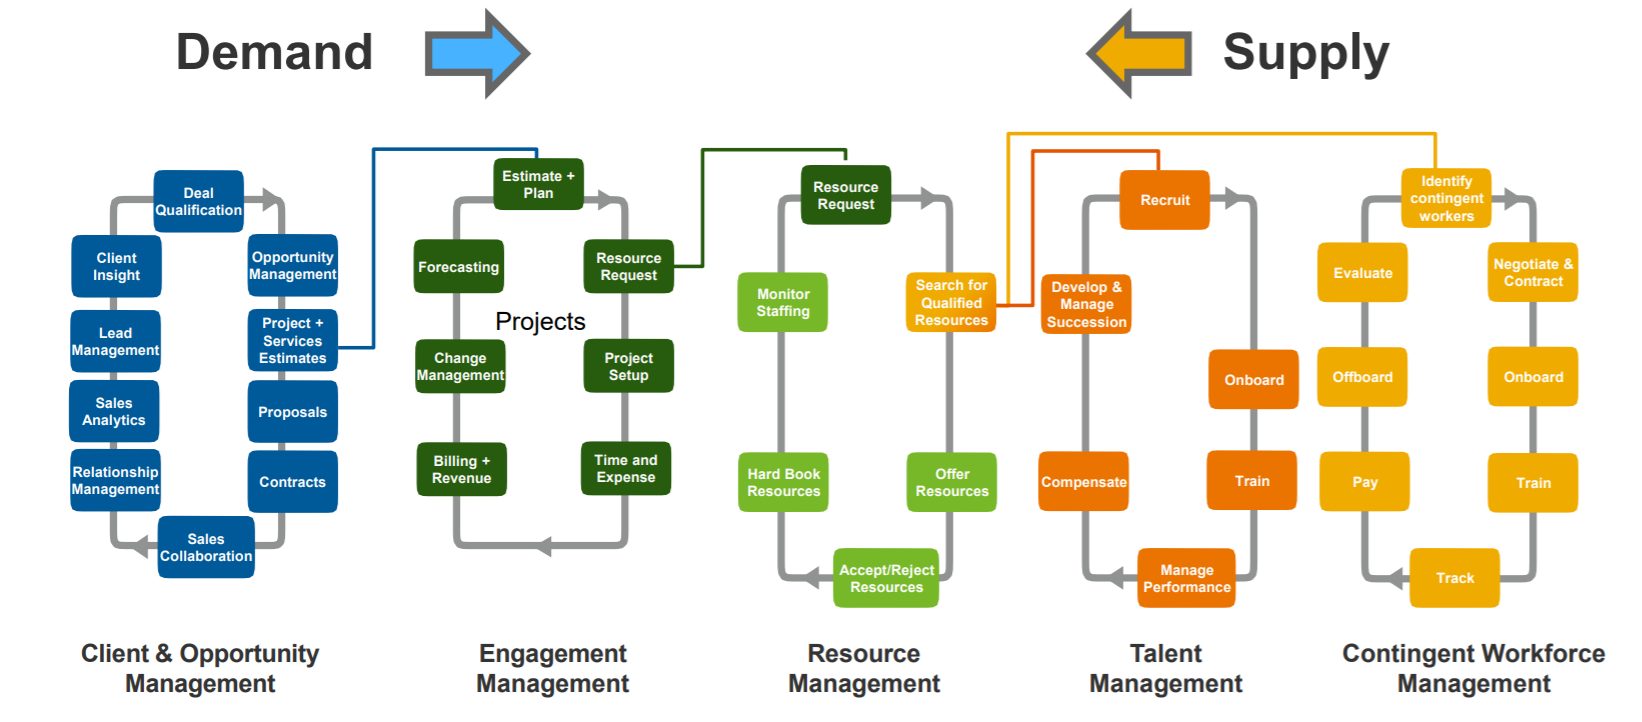 Demand
Supply
Deal
Qualification
Opportunity
Management
Project +
Services
Estimates
Proposals
Contracts
Sales
Collaboration
Relationship
Management
Sales
Analytics
Lead
Management
Client
Insight
Client & Opportunity
Management
Estimate +
Plan
Resource
Request
Project
Setup
Time and
Expense
Billing +
Revenue
Change
Management
Forecasting
Projects
Engagement
Management
Resource
Request
Search for
Qualified
Resources
Offer
Resources
Accept/Reject
Resources
Hard Book
Resources
Monitor
Staffing
Resource
Management
Recruit
Onboard
Train
Manage
Performance
Compensate
Develop &
Manage
Succession
Talent
Management
Identify
contingent
workers
Negotiate &
Contract
Onboard
Train
Track
Pay
Offboard
Evaluate
Contingent Workforce
Management